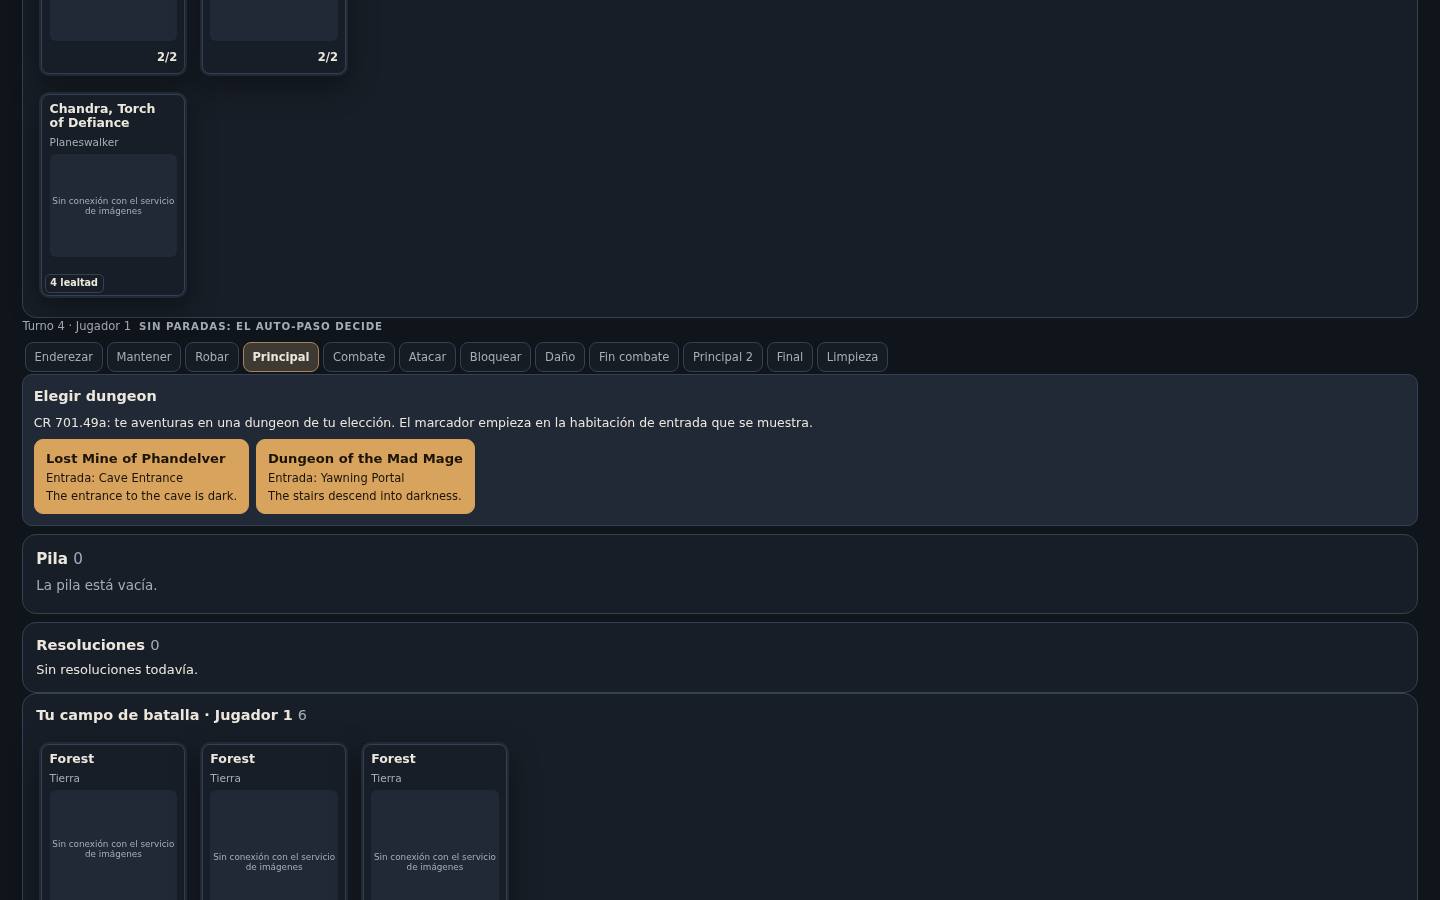 2/2
2/2
Chandra, Torch
of Defiance
Planeswalker
Sin conexión con el servicio
de imágenes
4 lealtad
Turno 4 · Jugador 1 SIN PARADAS: EL AUTO-PASO DECIDE
Enderezar Mantener Robar Principal Combate Atacar Bloquear Daño Fin combate Principal 2 Final Limpieza
Elegir dungeon
CR 701.49a: te aventuras en una dungeon de tu elección. El marcador empieza en la habitación de entrada que se muestra.
Lost Mine of Phandelver
Entrada: Cave Entrance
The entrance to the cave is dark.
Dungeon of the Mad Mage
Entrada: Yawning Portal
The stairs descend into darkness.
Pila 0
La pila está vacía.
Resoluciones 0
Sin resoluciones todavía.
Tu campo de batalla · Jugador 1 6
Forest
Tierra
Sin conexión con el servicio
de imágenes
Forest
Tierra
Sin conexión con el servicio
de imágenes
Forest
Tierra
Sin conexión con el servicio
de imágenes